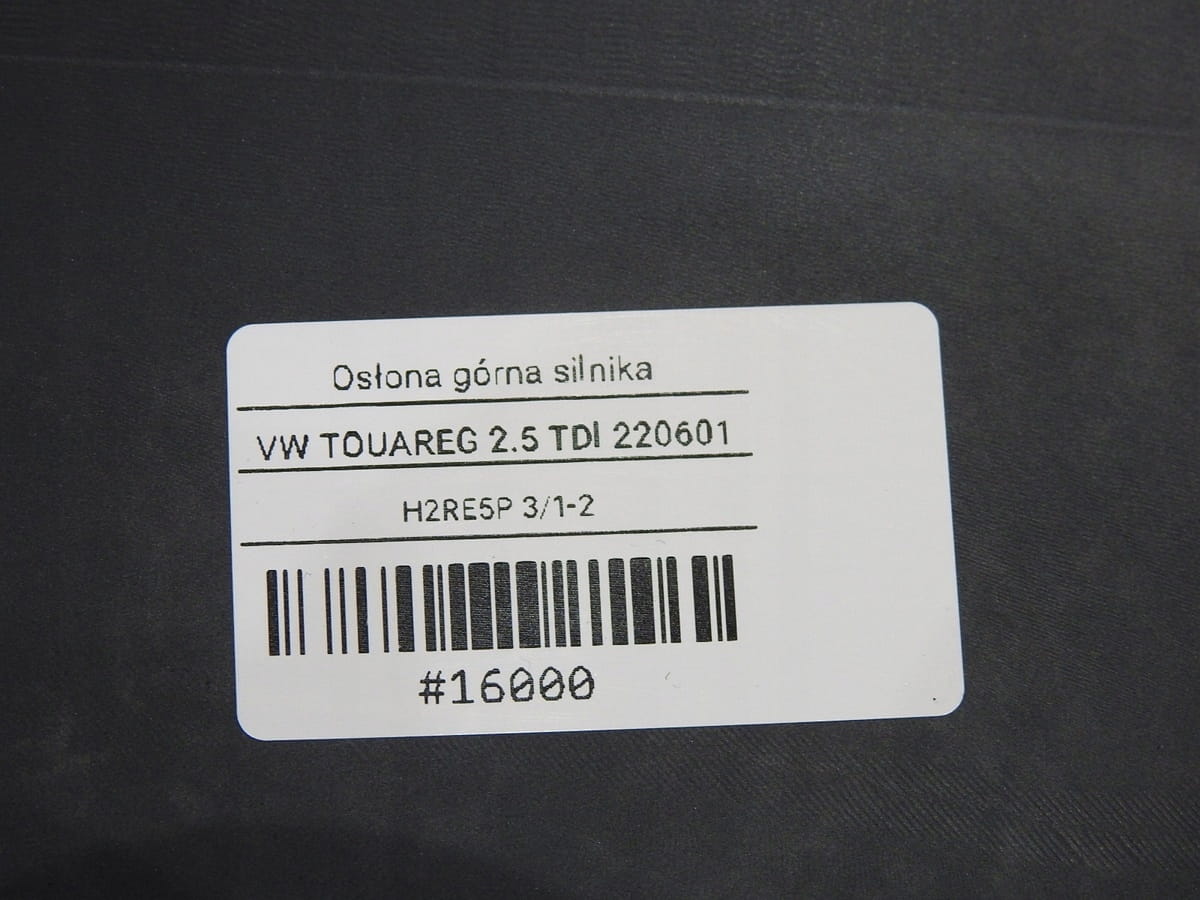 Osłona górna silnika
VW TOUAREG 2.5 TDI 220601
H2RE5P 3/1-2
#16000